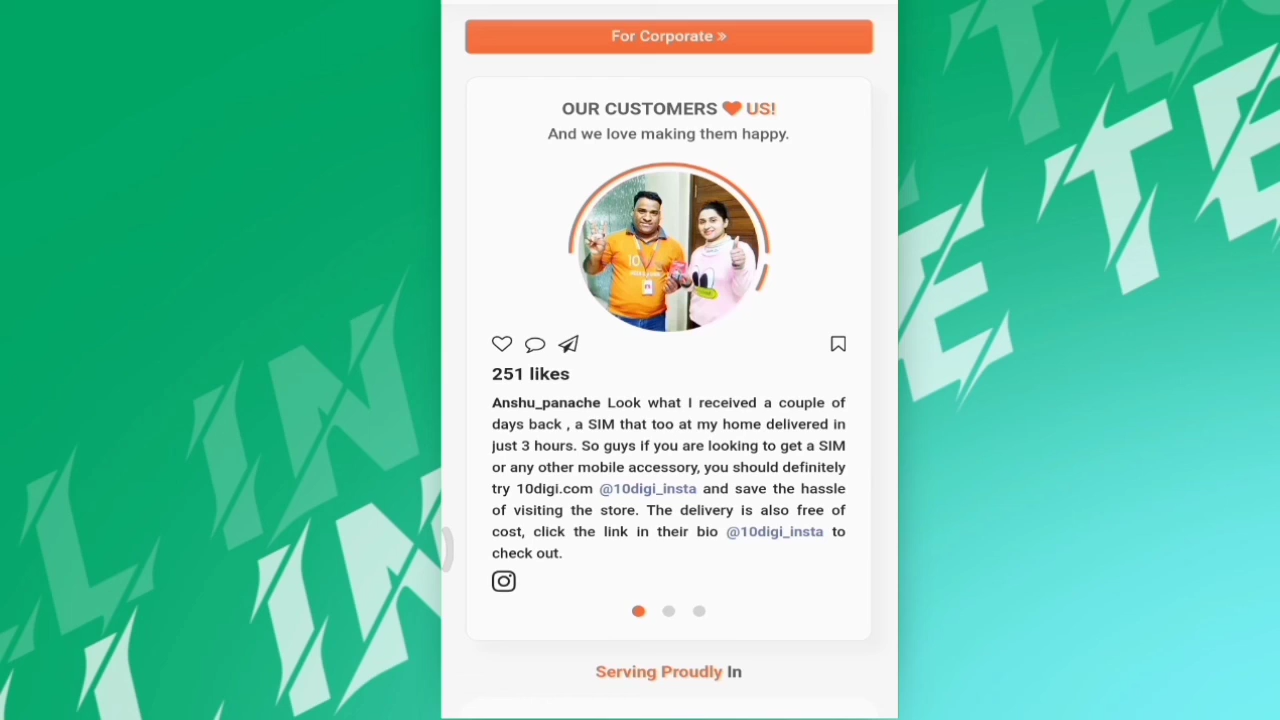 For Corporate »
OUR CUSTOMERS 🧡 US!
And we love making them happy.
10
251 likes
Anshu_panache Look what I received a couple of
days back , a SIM that too at my home delivered in
just 3 hours. So guys if you are looking to get a SIM
or any other mobile accessory, you should definitely
try 10digi.com @10digi_insta and save the hassle
of visiting the store. The delivery is also free of
cost, click the link in their bio @10digi_insta to
check out.
Serving Proudly In